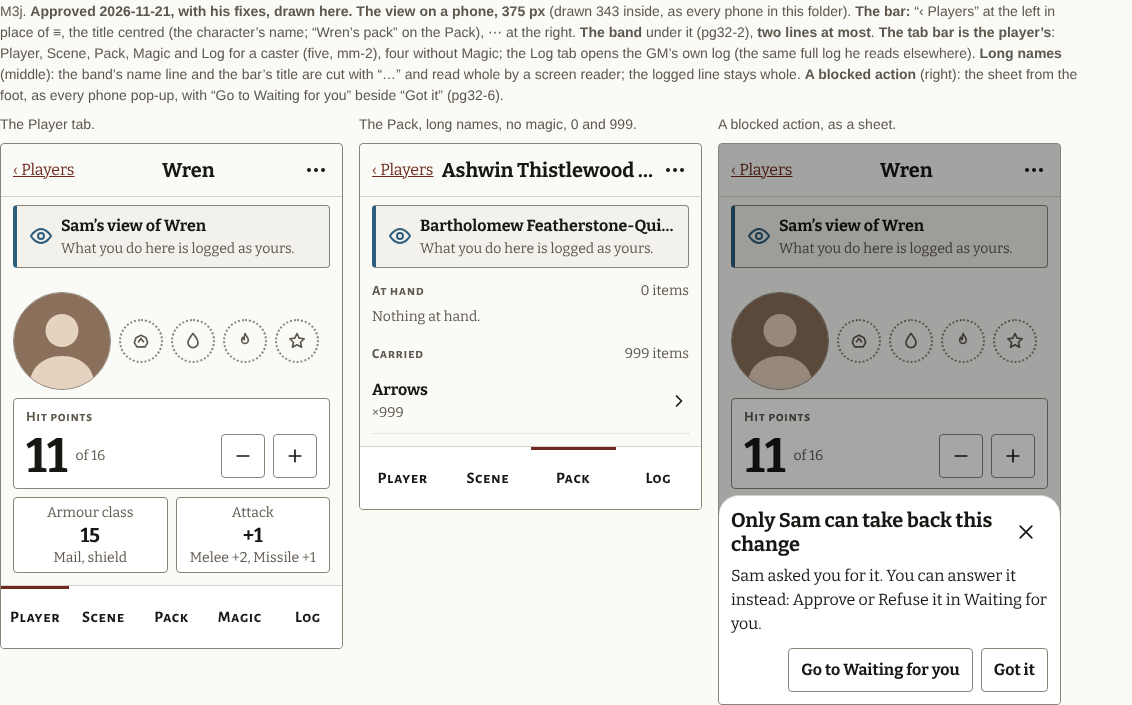 M3j. Approved 2026-11-21, with his fixes, drawn here. The view on a phone, 375 px (drawn 343 inside, as every phone in this folder). The bar: “‹ Players” at the left in
place of ≡, the title centred (the character’s name; “Wren’s pack” on the Pack), ⋯ at the right. The band under it (pg32-2), two lines at most. The tab bar is the player’s:
Player, Scene, Pack, Magic and Log for a caster (five, mm-2), four without Magic; the Log tab opens the GM’s own log (the same full log he reads elsewhere). Long names
(middle): the band’s name line and the bar’s title are cut with “…” and read whole by a screen reader; the logged line stays whole. A blocked action (right): the sheet from the
foot, as every phone pop-up, with “Go to Waiting for you” beside “Got it” (pg32-6).
The Player tab.
‹ Players
Wren
Sam’s view of Wren
What you do here is logged as yours.
Hit points
11 of 16
− +
Armour class
15
Mail, shield
Attack
+1
Melee +2, Missile +1
Player Scene Pack Magic Log
The Pack, long names, no magic, 0 and 999.
‹ Players
Ashwin Thistlewood …
Bartholomew Featherstone-Qui…
What you do here is logged as yours.
At hand 0 items
Nothing at hand.
Carried 999 items
Arrows
×999
Player Scene Pack Log
A blocked action, as a sheet.
‹ Players
Wren
Sam’s view of Wren
What you do here is logged as yours.
Hit points
11 of 16
− +
Only Sam can take back this
change
Sam asked you for it. You can answer it
instead: Approve or Refuse it in Waiting for
you.
Go to Waiting for you
Got it